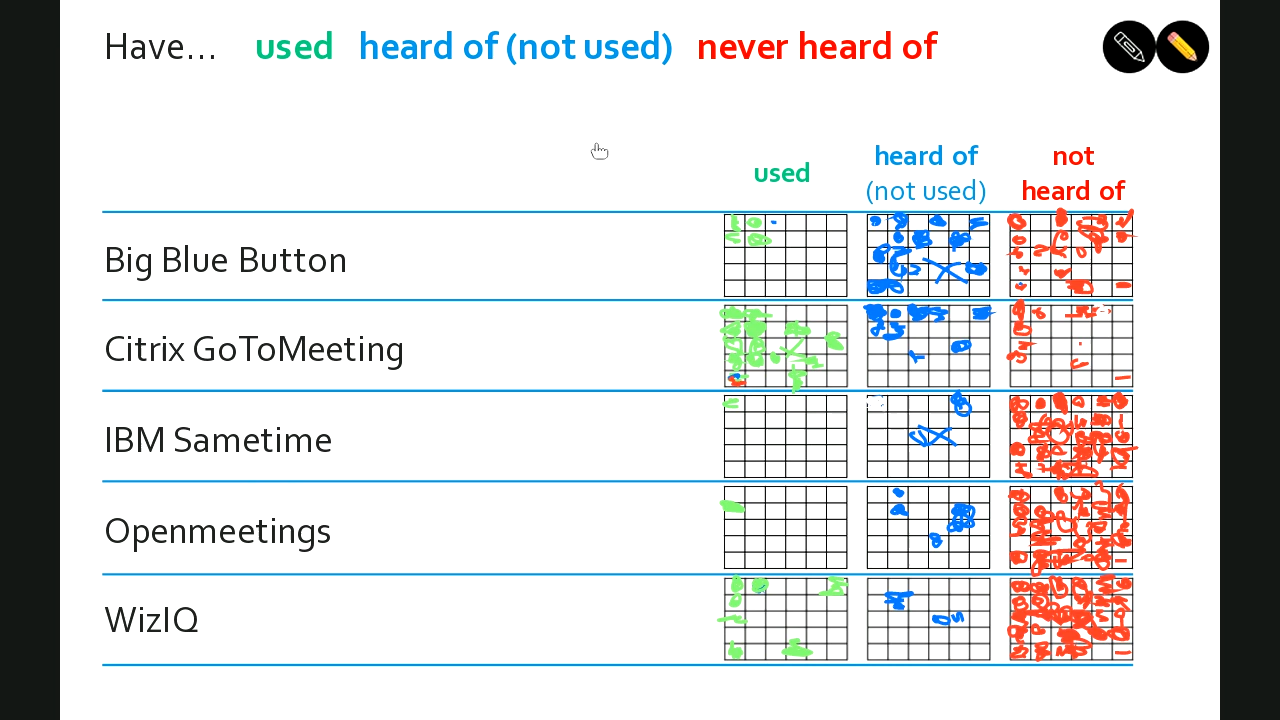 Have... used heard of (not used) never heard of
used heard of (not used) not heard of
Big Blue Button
Citrix GoToMeeting
IBM Sametime
Openmeetings
WizIQ